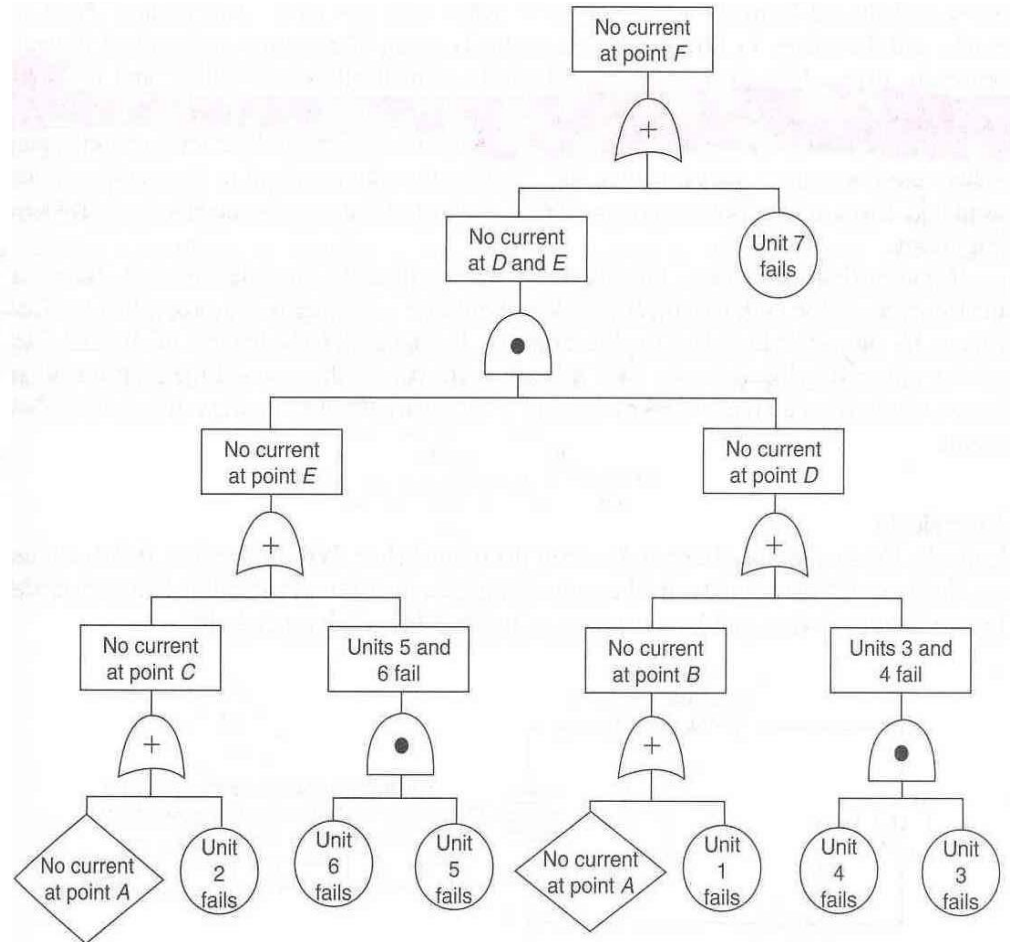 No current
at point F
+
No current
at D and E
Unit 7
fails
No current
at point E
No current
at point D
+
+
No current
at point C
Units 5 and
6 fail
No current
at point B
Units 3 and
4 fail
+
+
No current
at point A
Unit
2
fails
Unit
6
fails
Unit
5
fails
No current
at point A
Unit
1
fails
Unit
4
fails
Unit
3
fails